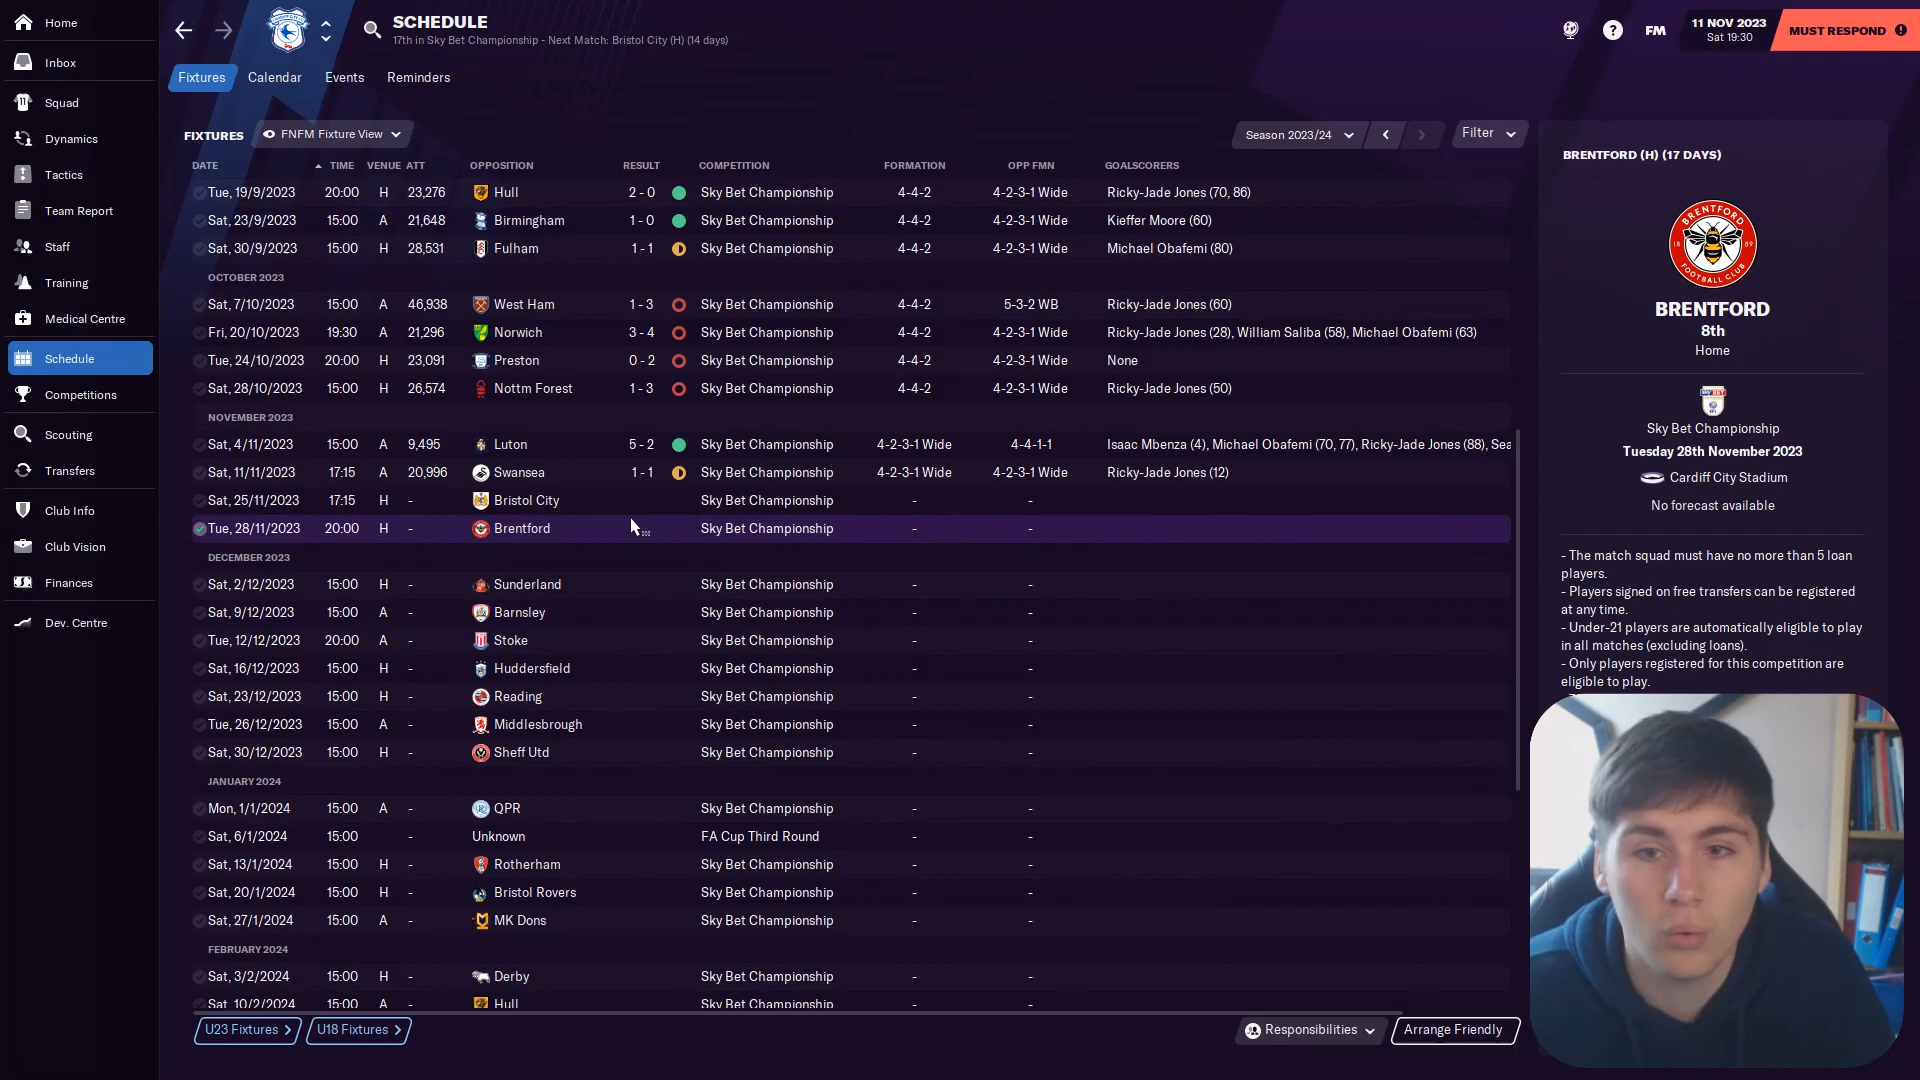 Home
Inbox
Squad
Dynamics
Tactics
Team Report
Staff
Training
Medical Centre
Schedule
Competitions
Scouting
Transfers
Club Info
Club Vision
Finances
Dev. Centre
SCHEDULE
17th in Sky Bet Championship - Next Match: Bristol City (H) (14 days)
FM
11 NOV 2023
Sat 19:30
MUST RESPOND
Fixtures Calendar Events Reminders
FIXTURES FNFM Fixture View Season 2023/24 Filter
DATE TIME VENUE ATT OPPOSITION RESULT COMPETITION FORMATION OPP FMN GOALSCORERS
Tue, 19/9/2023 20:00 H 23,276 Hull 2 - 0 Sky Bet Championship 4-4-2 4-2-3-1 Wide Ricky-Jade Jones (70, 86)
Sat, 23/9/2023 15:00 A 21,648 Birmingham 1 - 0 Sky Bet Championship 4-4-2 4-2-3-1 Wide Kieffer Moore (60)
Sat, 30/9/2023 15:00 H 28,531 Fulham 1 - 1 Sky Bet Championship 4-4-2 4-2-3-1 Wide Michael Obafemi (80)
OCTOBER 2023
Sat, 7/10/2023 15:00 A 46,938 West Ham 1 - 3 Sky Bet Championship 4-4-2 5-3-2 WB Ricky-Jade Jones (60)
Fri, 20/10/2023 19:30 A 21,296 Norwich 3 - 4 Sky Bet Championship 4-4-2 4-2-3-1 Wide Ricky-Jade Jones (28), William Saliba (58), Michael Obafemi (63)
Tue, 24/10/2023 20:00 H 23,091 Preston 0 - 2 Sky Bet Championship 4-4-2 4-2-3-1 Wide None
Sat, 28/10/2023 15:00 H 26,574 Nottm Forest 1 - 3 Sky Bet Championship 4-4-2 4-2-3-1 Wide Ricky-Jade Jones (50)
NOVEMBER 2023
Sat, 4/11/2023 15:00 A 9,495 Luton 5 - 2 Sky Bet Championship 4-2-3-1 Wide 4-4-1-1 Isaac Mbenza (4), Michael Obafemi (70, 77), Ricky-Jade Jones (88), Sea
Sat, 11/11/2023 17:15 A 20,996 Swansea 1 - 1 Sky Bet Championship 4-2-3-1 Wide 4-2-3-1 Wide Ricky-Jade Jones (12)
Sat, 25/11/2023 17:15 H - Bristol City Sky Bet Championship - -
Tue, 28/11/2023 20:00 H - Brentford Sky Bet Championship - -
DECEMBER 2023
Sat, 2/12/2023 15:00 H - Sunderland Sky Bet Championship - -
Sat, 9/12/2023 15:00 A - Barnsley Sky Bet Championship - -
Tue, 12/12/2023 20:00 A - Stoke Sky Bet Championship - -
Sat, 16/12/2023 15:00 H - Huddersfield Sky Bet Championship - -
Sat, 23/12/2023 15:00 H - Reading Sky Bet Championship - -
Tue, 26/12/2023 15:00 A - Middlesbrough Sky Bet Championship - -
Sat, 30/12/2023 15:00 H - Sheff Utd Sky Bet Championship - -
JANUARY 2024
Mon, 1/1/2024 15:00 A - QPR Sky Bet Championship - -
Sat, 6/1/2024 15:00 - Unknown FA Cup Third Round - -
Sat, 13/1/2024 15:00 H - Rotherham Sky Bet Championship - -
Sat, 20/1/2024 15:00 H - Bristol Rovers Sky Bet Championship - -
Sat, 27/1/2024 15:00 A - MK Dons Sky Bet Championship - -
FEBRUARY 2024
Sat, 3/2/2024 15:00 H - Derby Sky Bet Championship - -
Sat, 10/2/2024 15:00 A - Hull Sky Bet Championship - -
U23 Fixtures U18 Fixtures Responsibilities Arrange Friendly
BRENTFORD (H) (17 DAYS)
BRENTFORD
18 89
FOOTBALL CLUB
BRENTFORD
8th
Home
Sky Bet Championship
Tuesday 28th November 2023
Cardiff City Stadium
No forecast available
- The match squad must have no more than 5 loan
players.
- Players signed on free transfers can be registered
at any time.
- Under-21 players are automatically eligible to play
in all matches (excluding loans).
- Only players registered for this competition are
eligible to play.